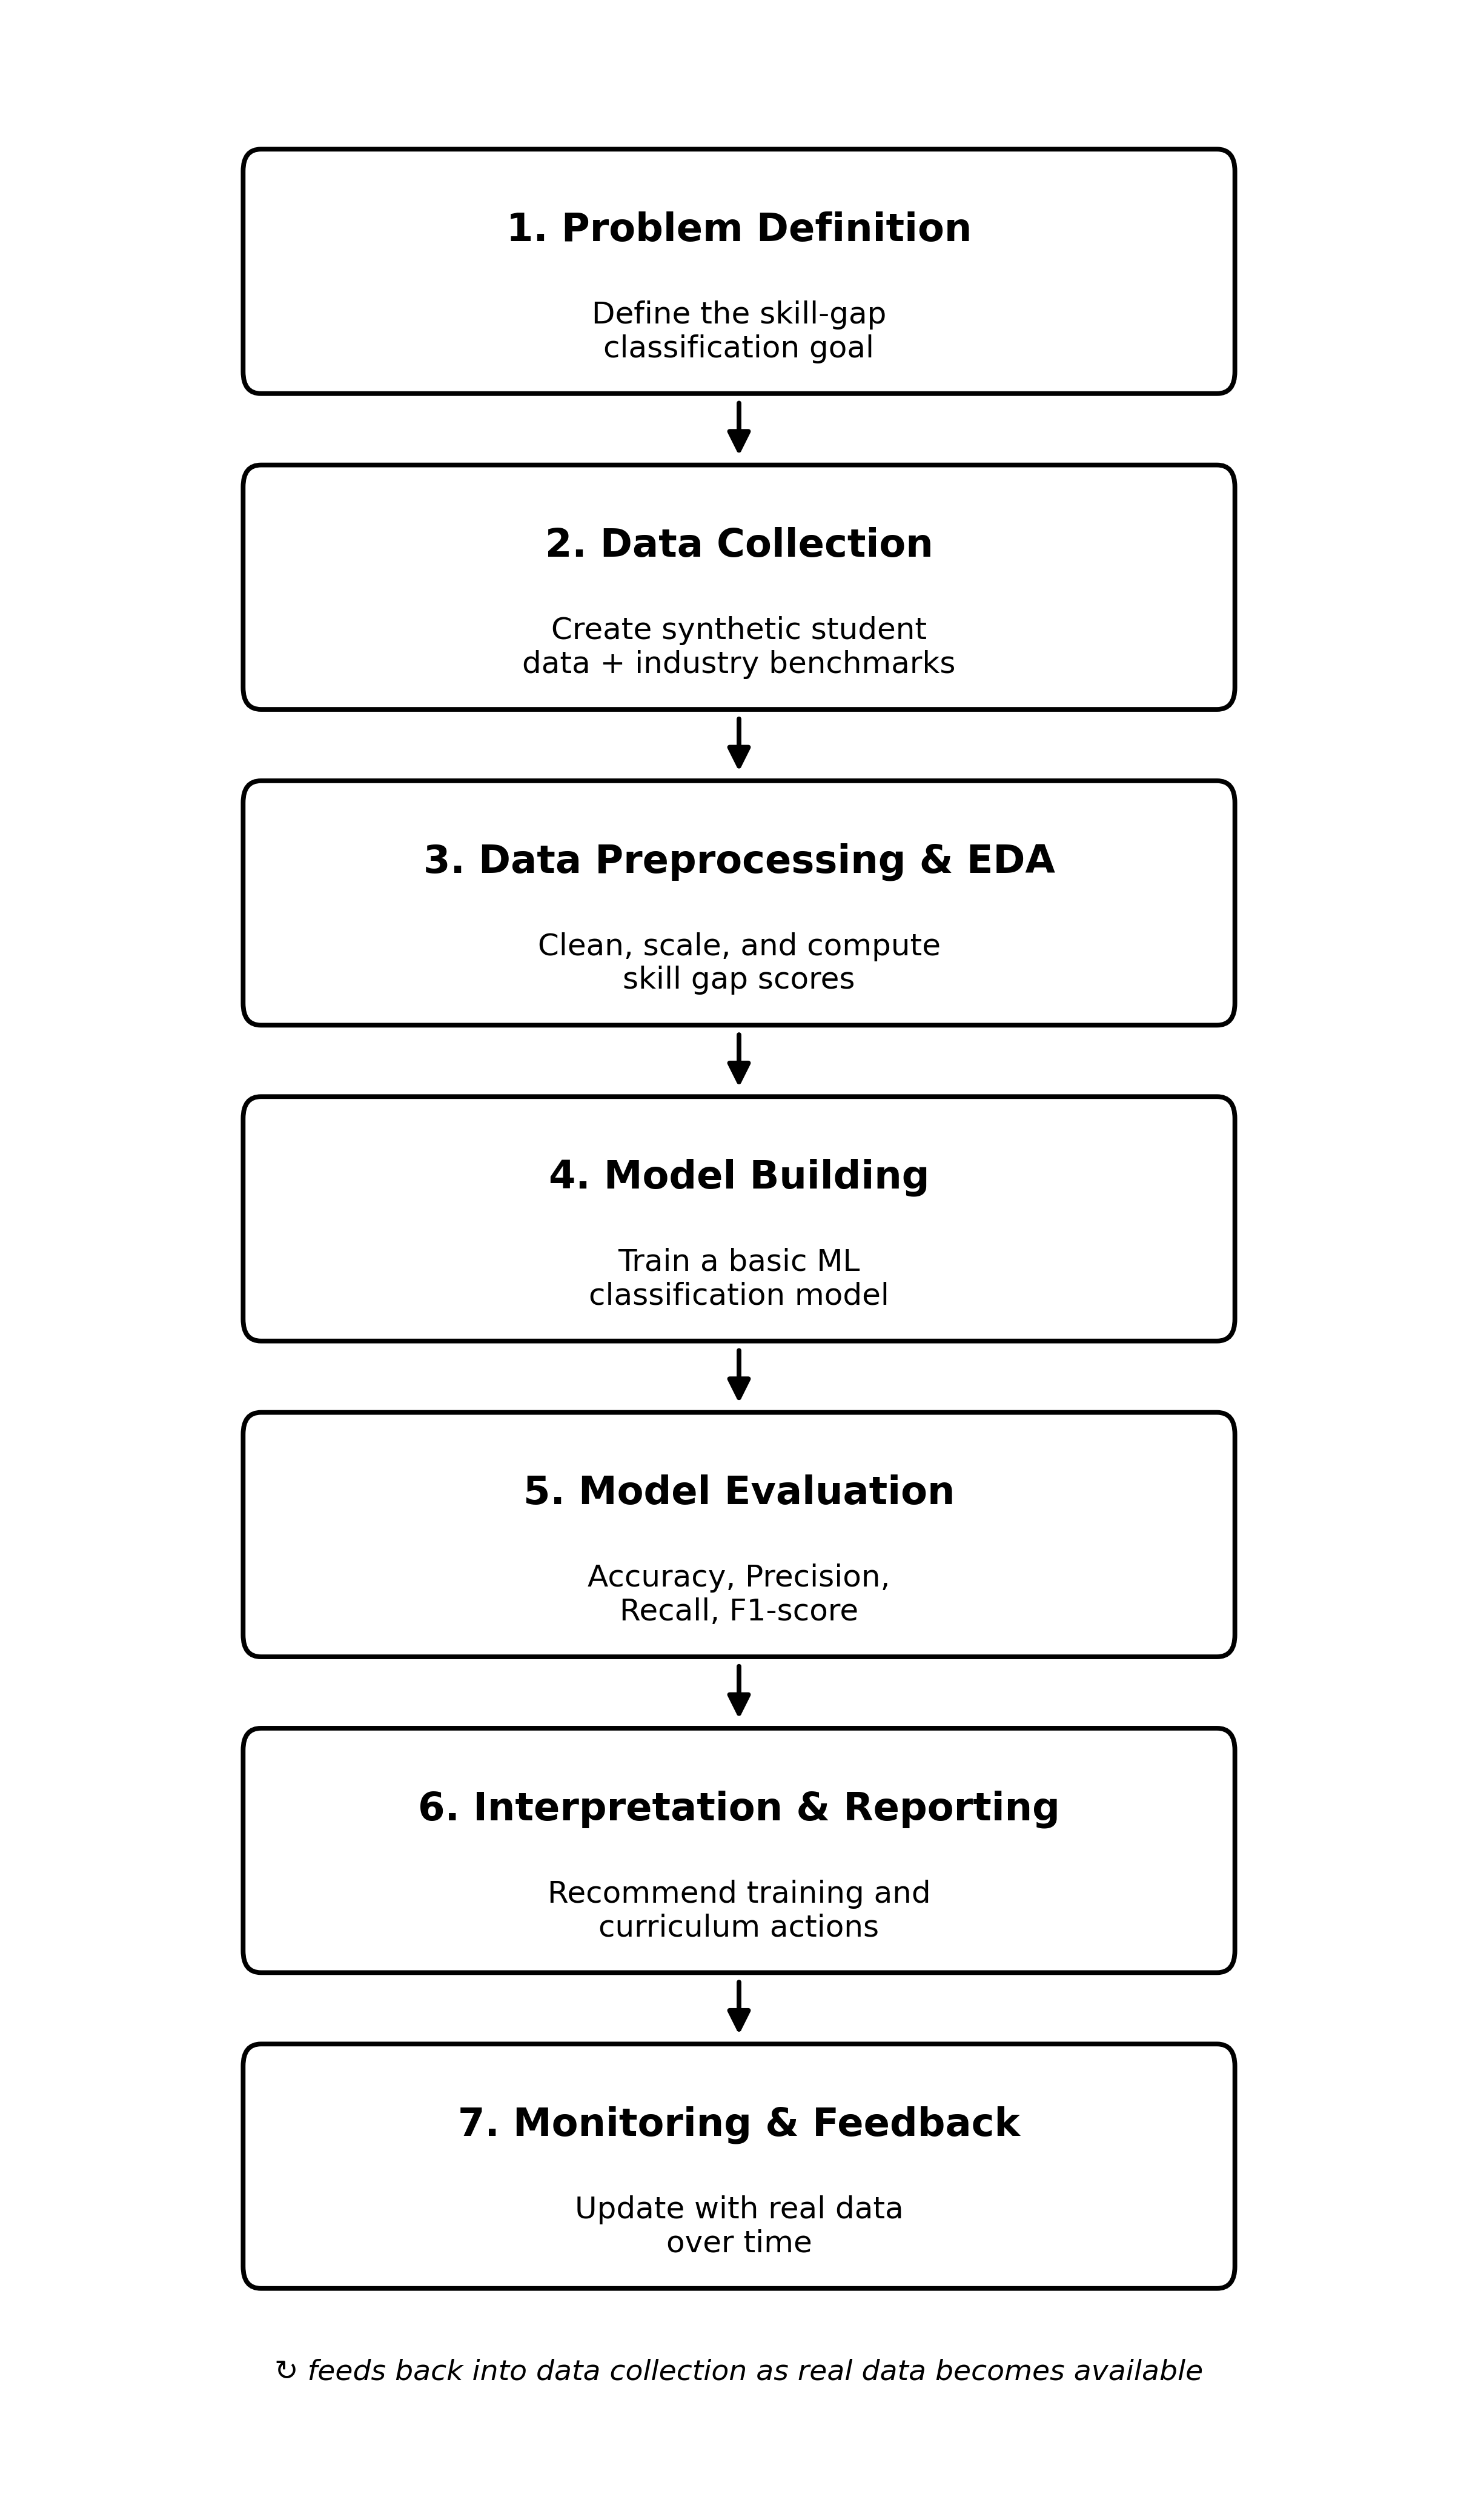 1. Problem Definition
Define the skill-gap
classification goal
2. Data Collection
Create synthetic student
data + industry benchmarks
3. Data Preprocessing & EDA
Clean, scale, and compute
skill gap scores
4. Model Building
Train a basic ML
classification model
5. Model Evaluation
Accuracy, Precision,
Recall, F1-score
6. Interpretation & Reporting
Recommend training and
curriculum actions
7. Monitoring & Feedback
Update with real data
over time
↻ feeds back into data collection as real data becomes available